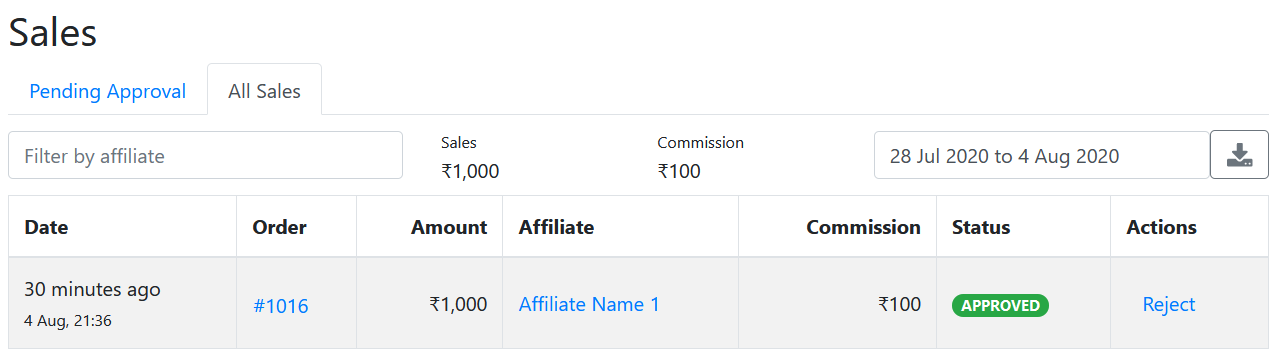 Sales
Pending Approval All Sales
Filter by affiliate Sales Commission 28 Jul 2020 to 4 Aug 2020
₹1,000 ₹100
Date Order Amount Affiliate Commission Status Actions
30 minutes ago #1016 ₹1,000 Affiliate Name 1 ₹100 APPROVED Reject
4 Aug, 21:36